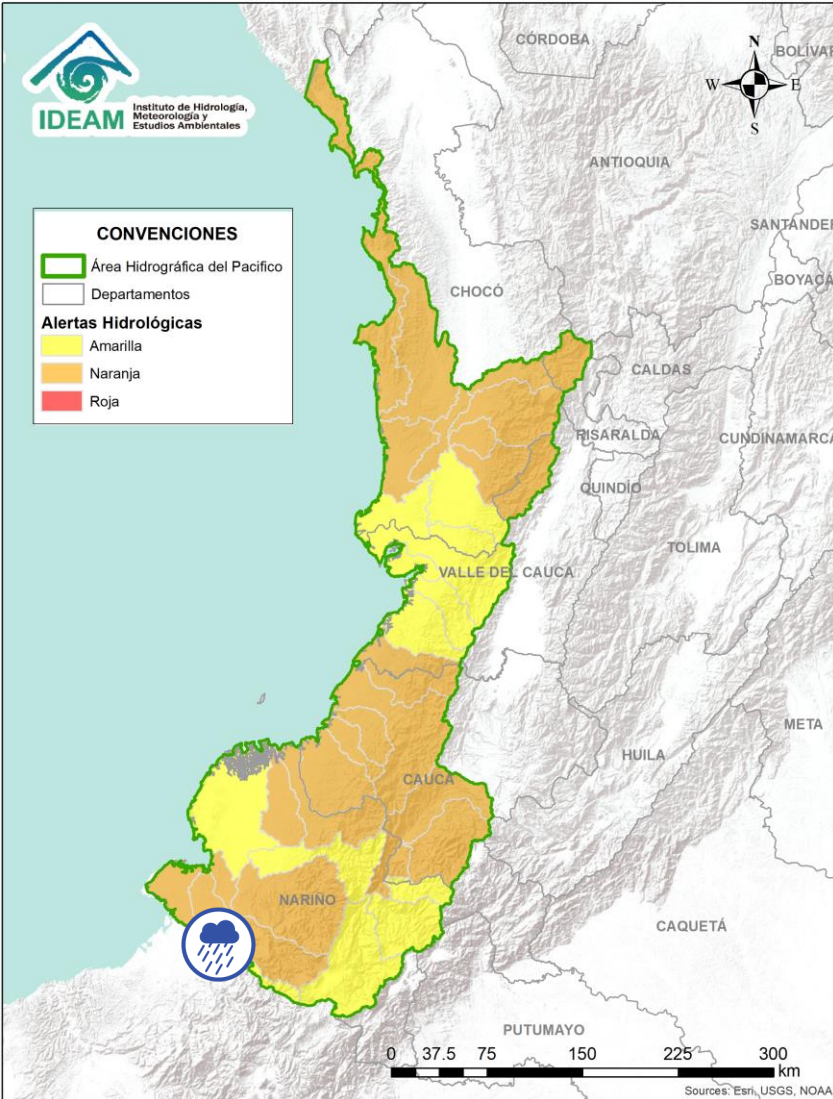 IDEAM
Instituto de Hidrología,
Meteorología y
Estudios Ambientales
CÓRDOBA
BOLÍVAR
N
W
E
S
ANTIOQUIA
SANTANDER
CONVENCIONES
Área Hidrográfica del Pacifico
Departamentos
Alertas Hidrológicas
Amarilla
Naranja
Roja
BOYACÁ
CHOCÓ
CALDAS
RISARALDA
CUNDINAMARCA
QUINDÍO
TOLIMA
VALLE DEL CAUCA
META
HUILA
CAUCA
NARIÑO
CAQUETÁ
PUTUMAYO
0 37.5 75 150 225 300
km
Sources: Esri, USGS, NOAA